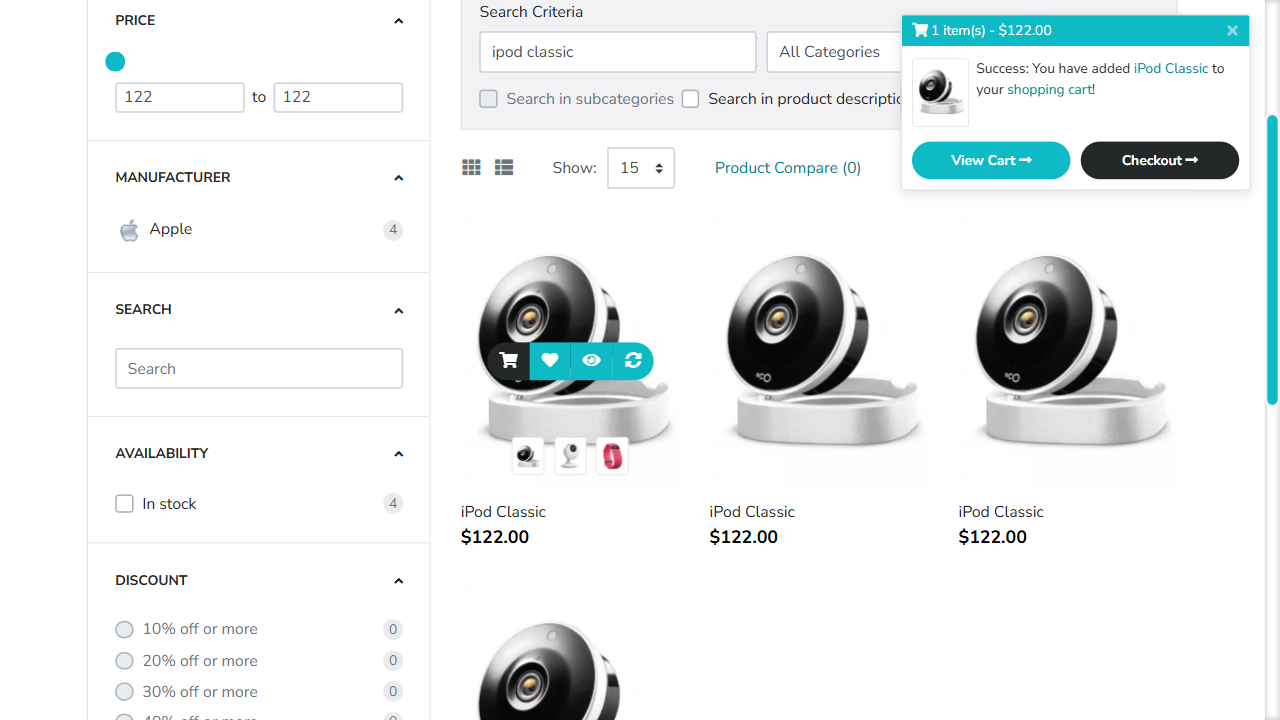 PRICE
122 to 122
MANUFACTURER
Apple 4
SEARCH
Search
AVAILABILITY
In stock 4
DISCOUNT
10% off or more 0
20% off or more 0
30% off or more 0
40% off or more 0
Search Criteria
ipod classic
All Categories
Search in subcategories
Search in product descriptio
Show: 15
Product Compare (0)
1 item(s) - $122.00 ×
Success: You have added iPod Classic to
your shopping cart!
View Cart
Checkout
iPod Classic
$122.00
iPod Classic
$122.00
iPod Classic
$122.00